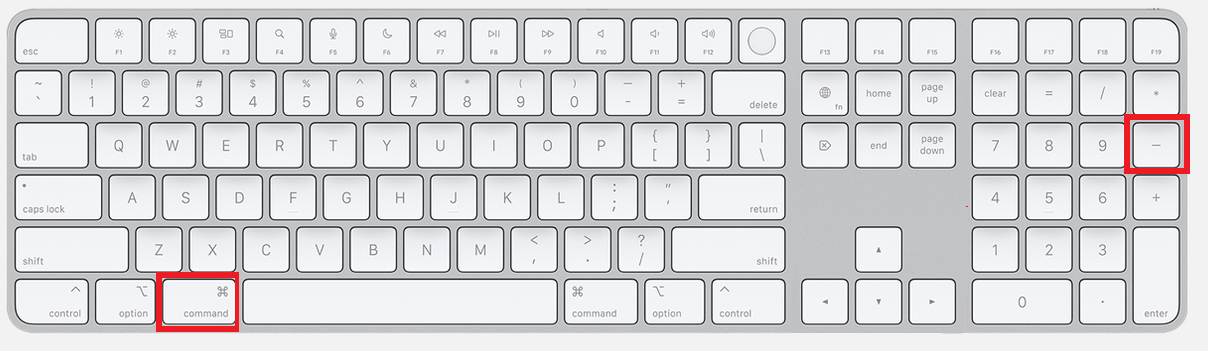 esc F1 F2 F3 F4 F5 F6 F7 F8 F9 F10 F11 F12 F13 F14 F15 F16 F17 F18 F19
~ ! @ # $ % ^ & * ( ) — +
` 1 2 3 4 5 6 7 8 9 0 - = delete fn home page up clear = / *
tab Q W E R T Y U I O P { [ } ] | \ end page down 7 8 9 −
caps lock A S D F G H J K L : ; " ' return 4 5 6 +
shift Z X C V B N M < , > . ? / shift 1 2 3
control option ⌘ command ⌘ command option control 0 . enter